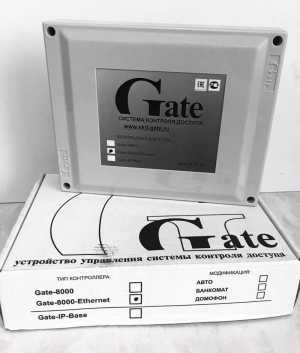 Gate
СИСТЕМА КОНТРОЛЯ ДОСТУПА
www.skd-gate.ru
Gate
устройство управления системы контроля доступа
ТИП КОНТРОЛЛЕРА:
Gate-8000
Gate-8000-Ethernet
Gate-IP-Base
МОДИФИКАЦИЯ:
АВТО
БАНКОМАТ
ДОМОФОН